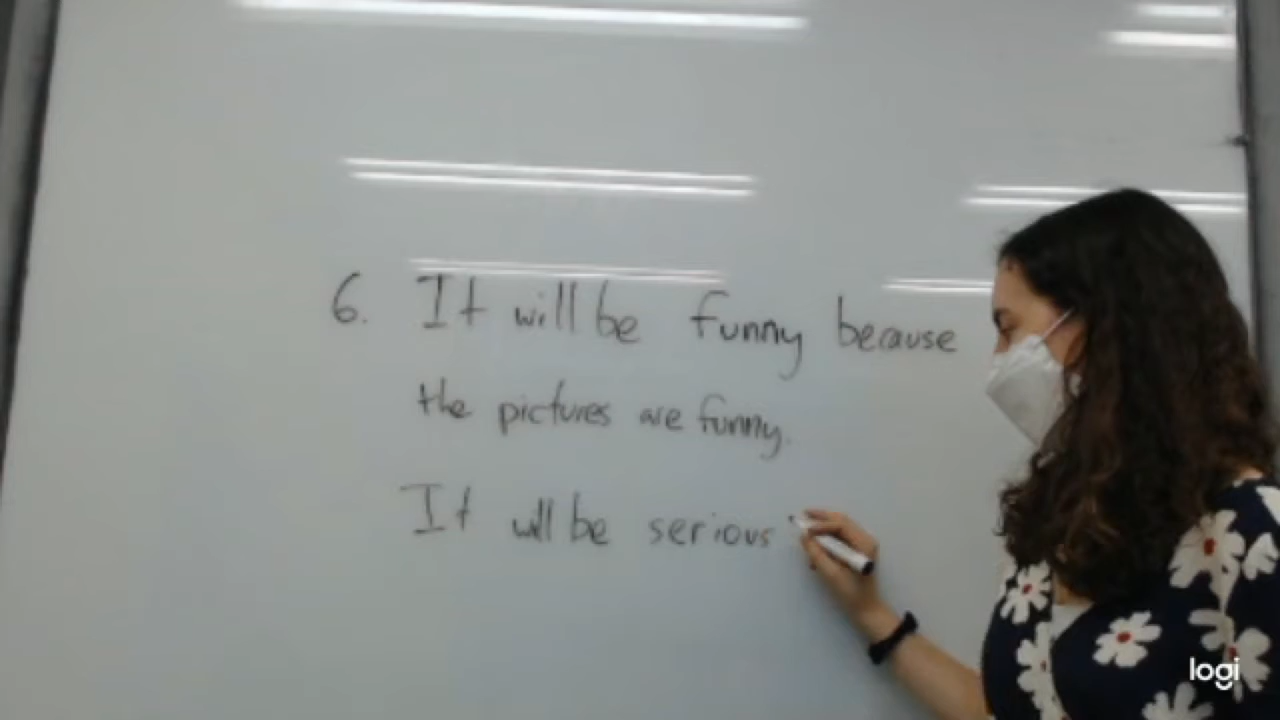 6. It will be funny because
the pictures are funny.
It will be serious
logi